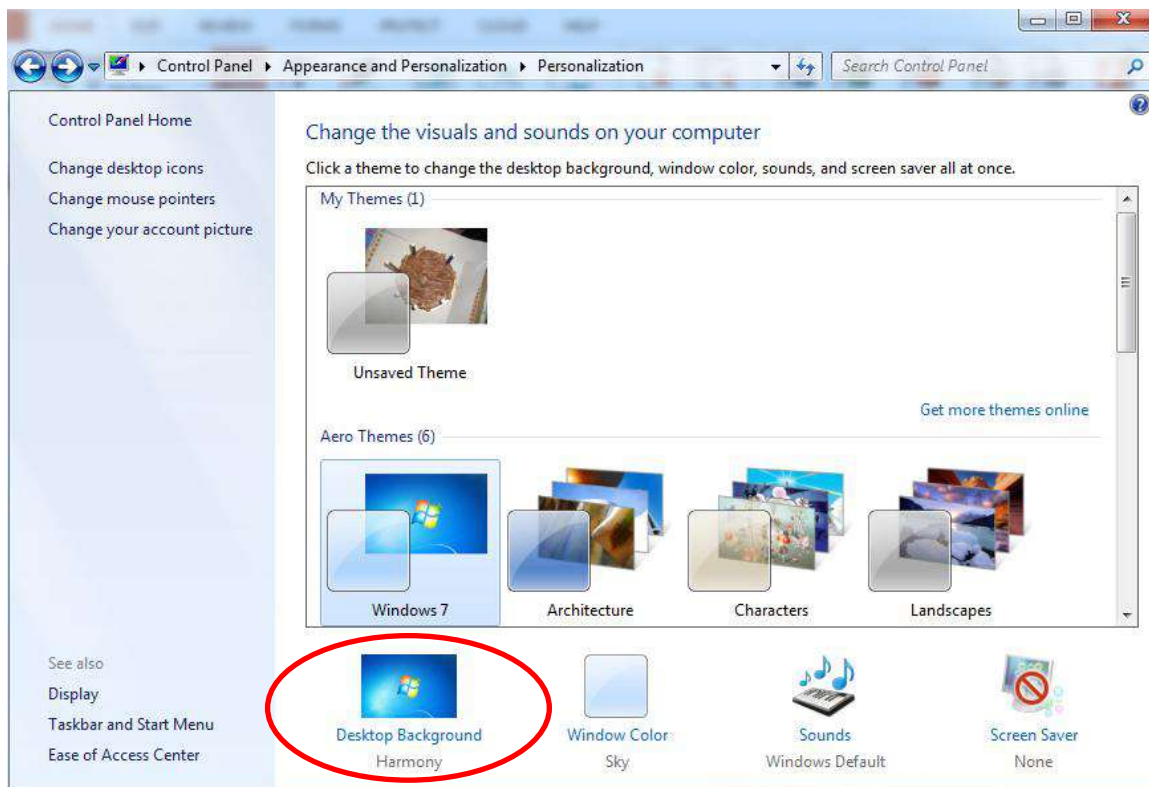 Control Panel Appearance and Personalization Personalization
Search Control Panel
Control Panel Home
Change desktop icons
Change mouse pointers
Change your account picture
Change the visuals and sounds on your computer
Click a theme to change the desktop background, window color, sounds, and screen saver all at once.
My Themes (1)
Unsaved Theme
Get more themes online
Aero Themes (6)
Windows 7
Architecture
Characters
Landscapes
See also
Display
Taskbar and Start Menu
Ease of Access Center
Desktop Background
Harmony
Window Color
Sky
Sounds
Windows Default
Screen Saver
None